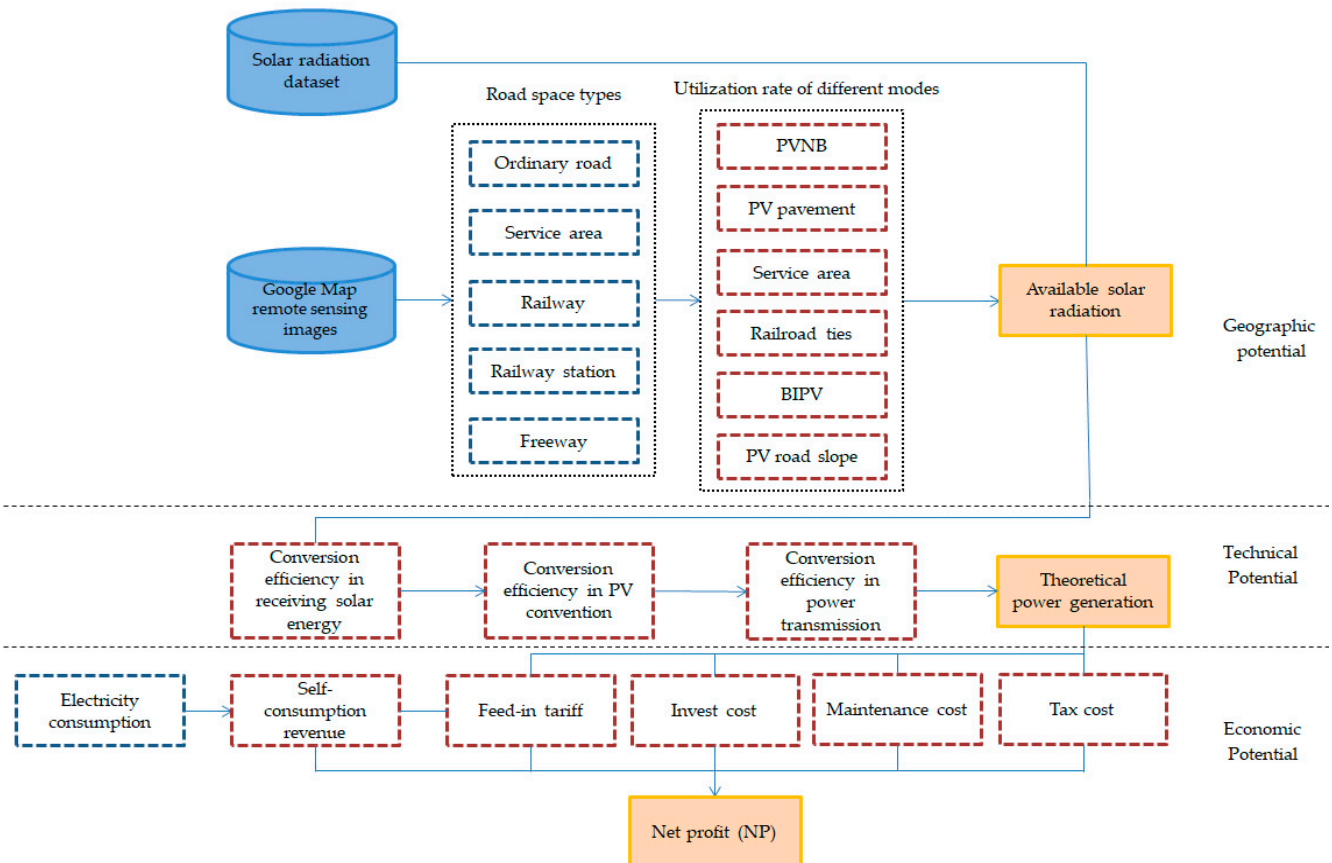 Solar radiation
dataset
Road space types
Utilization rate of different modes
Ordinary road
Service area
Railway
Railway station
Freeway
PVNB
PV pavement
Service area
Railroad ties
BIPV
PV road slope
Google Map
remote sensing
images
Available solar
radiation
Geographic
potential
Conversion
efficiency in
receiving solar
energy
Conversion
efficiency in PV
convention
Conversion
efficiency in
power
transmission
Theoretical
power generation
Technical
Potential
Electricity
consumption
Self-
consumption
revenue
Feed-in tariff
Invest cost
Maintenance cost
Tax cost
Economic
Potential
Net profit (NP)